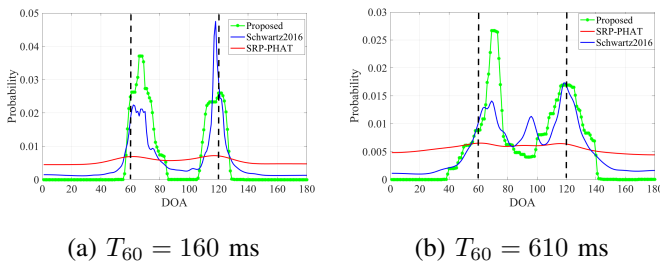 0.05
0.04
0.03
0.02
0.01
0
Probability
0 20 40 60 80 100 120 140 160 180
DOA
Proposed
Schwartz2016
SRP-PHAT
(a) T60 = 160 ms
0.03
0.025
0.02
0.015
0.01
0.005
0
Probability
0 20 40 60 80 100 120 140 160 180
DOA
Proposed
Schwartz2016
SRP-PHAT
(b) T60 = 610 ms